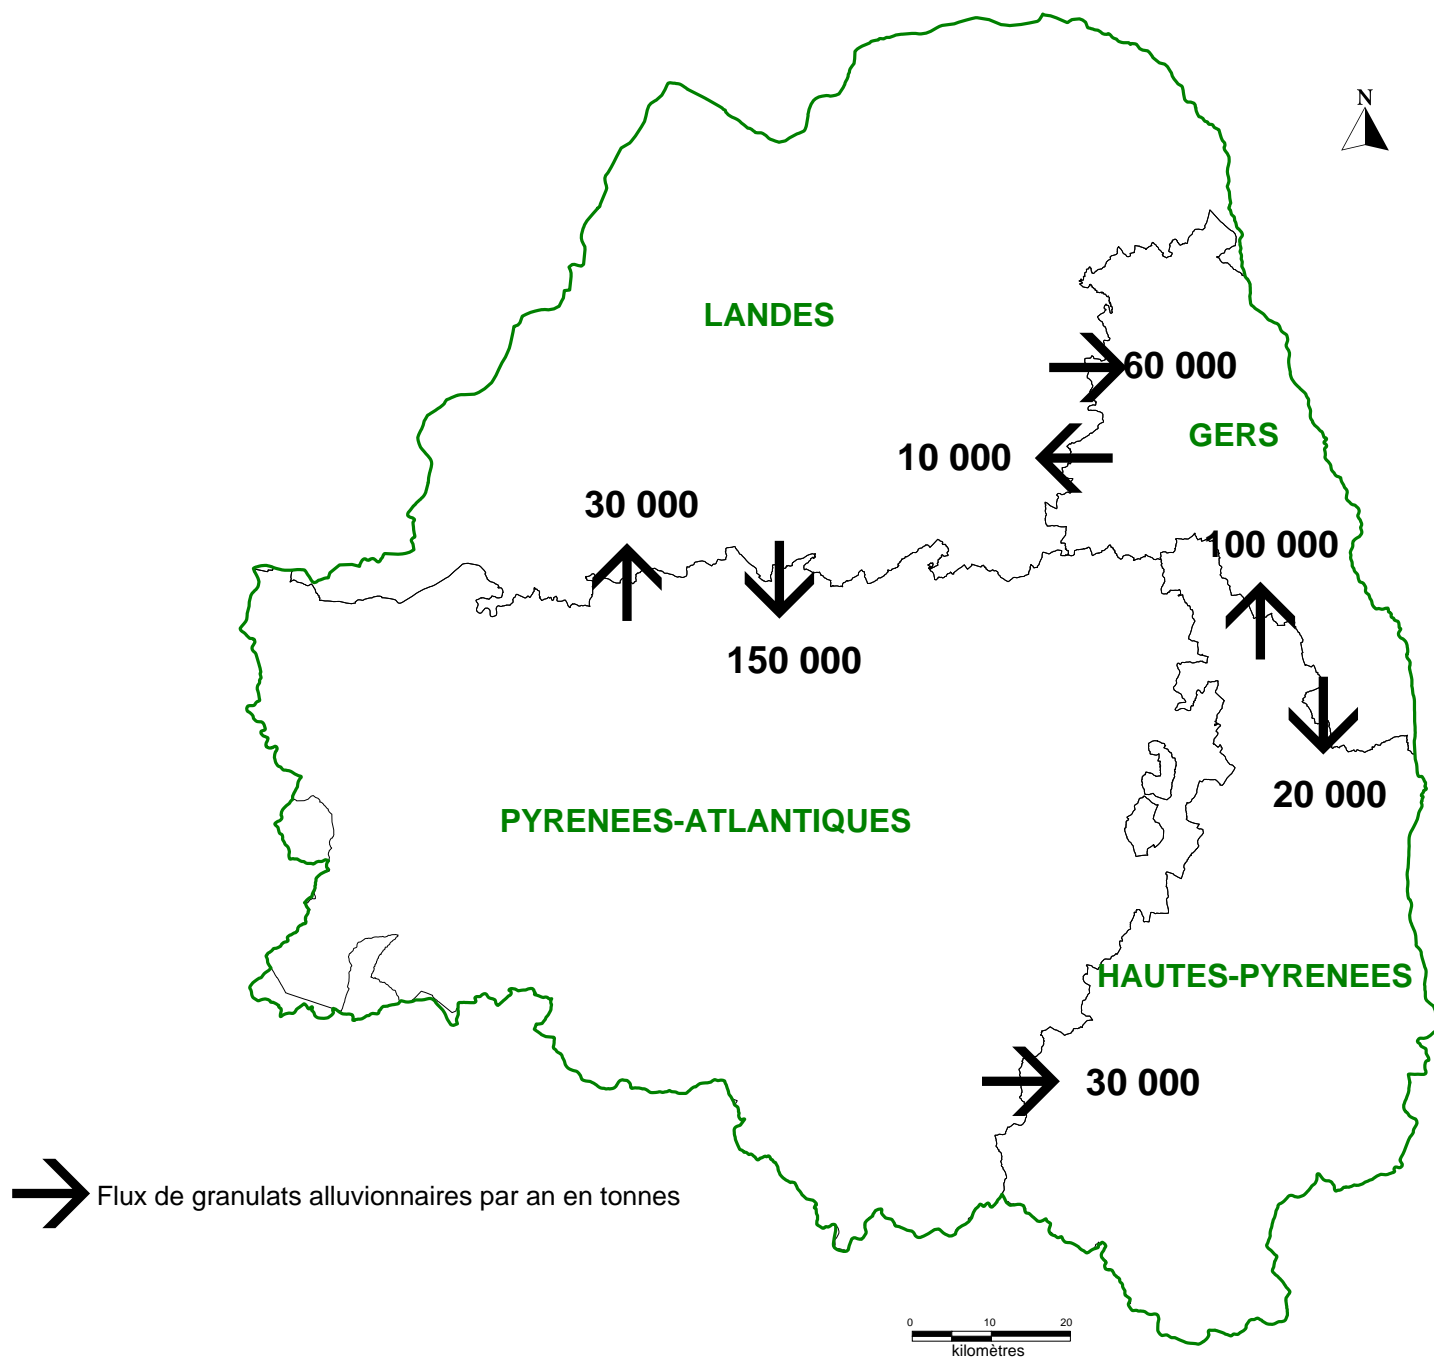 N
LANDES
60 000
GERS
10 000
30 000
100 000
150 000
20 000
PYRENEES-ATLANTIQUES
HAUTES-PYRENEES
30 000
Flux de granulats alluvionnaires par an en tonnes
0 10 20
kilomètres